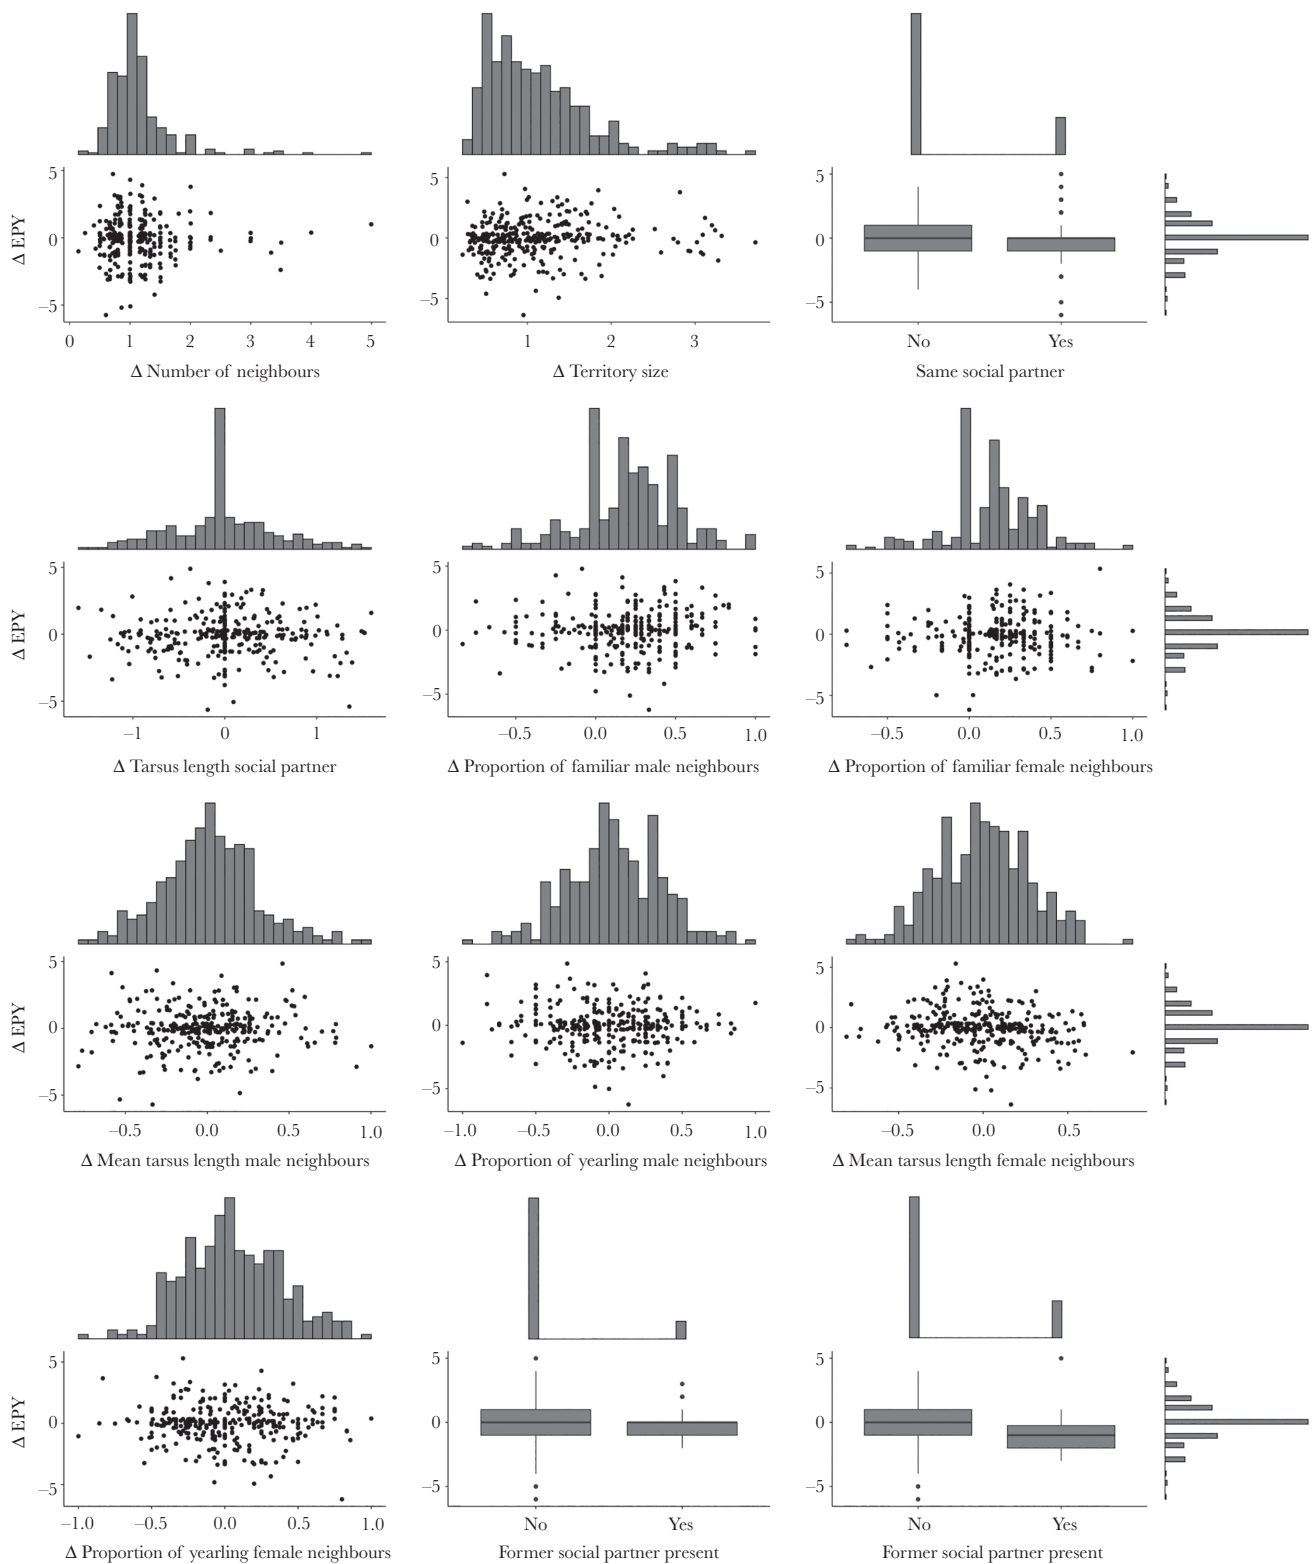 5
0
–5
Δ EPY
0 1 2 3 4 5
Δ Number of neighbours
5
0
–5
1 2 3
Δ Territory size
5
0
–5
No Yes
Same social partner
5
0
–5
Δ EPY
–1 0 1
Δ Tarsus length social partner
5
0
–5
–0.5 0.0 0.5 1.0
Δ Proportion of familiar male neighbours
5
0
–5
–0.5 0.0 0.5 1.0
Δ Proportion of familiar female neighbours
5
0
–5
Δ EPY
–0.5 0.0 0.5 1.0
Δ Mean tarsus length male neighbours
5
0
–5
–1.0 –0.5 0.0 0.5 1.0
Δ Proportion of yearling male neighbours
5
0
–5
–0.5 0.0 0.5
Δ Mean tarsus length female neighbours
5
0
–5
Δ EPY
–1.0 –0.5 0.0 0.5 1.0
Δ Proportion of yearling female neighbours
5
0
–5
No Yes
Former social partner present
5
0
–5
No Yes
Former social partner present